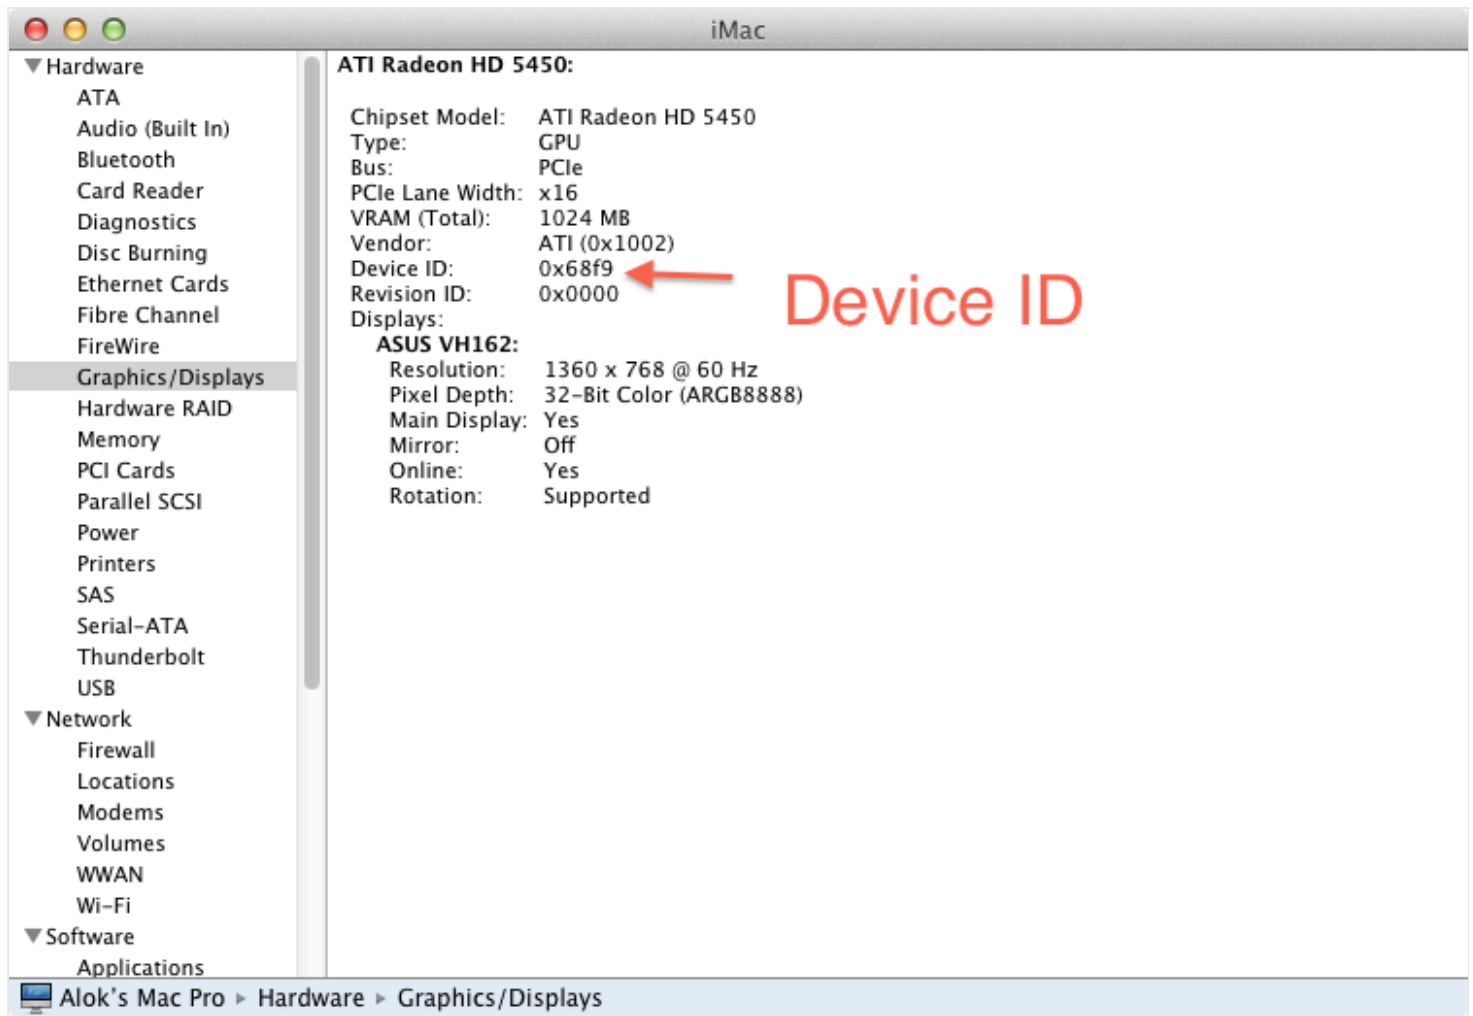 iMac
Hardware
ATA
Audio (Built In)
Bluetooth
Card Reader
Diagnostics
Disc Burning
Ethernet Cards
Fibre Channel
FireWire
Graphics/Displays
Hardware RAID
Memory
PCI Cards
Parallel SCSI
Power
Printers
SAS
Serial-ATA
Thunderbolt
USB
Network
Firewall
Locations
Modems
Volumes
WWAN
Wi-Fi
Software
Applications
ATI Radeon HD 5450:
Chipset Model: ATI Radeon HD 5450
Type: GPU
Bus: PCIe
PCIe Lane Width: x16
VRAM (Total): 1024 MB
Vendor: ATI (0x1002)
Device ID: 0x68f9
Revision ID: 0x0000
Displays:
ASUS VH162:
Resolution: 1360 x 768 @ 60 Hz
Pixel Depth: 32-Bit Color (ARGB8888)
Main Display: Yes
Mirror: Off
Online: Yes
Rotation: Supported
Device ID
Alok's Mac Pro ▸ Hardware ▸ Graphics/Displays